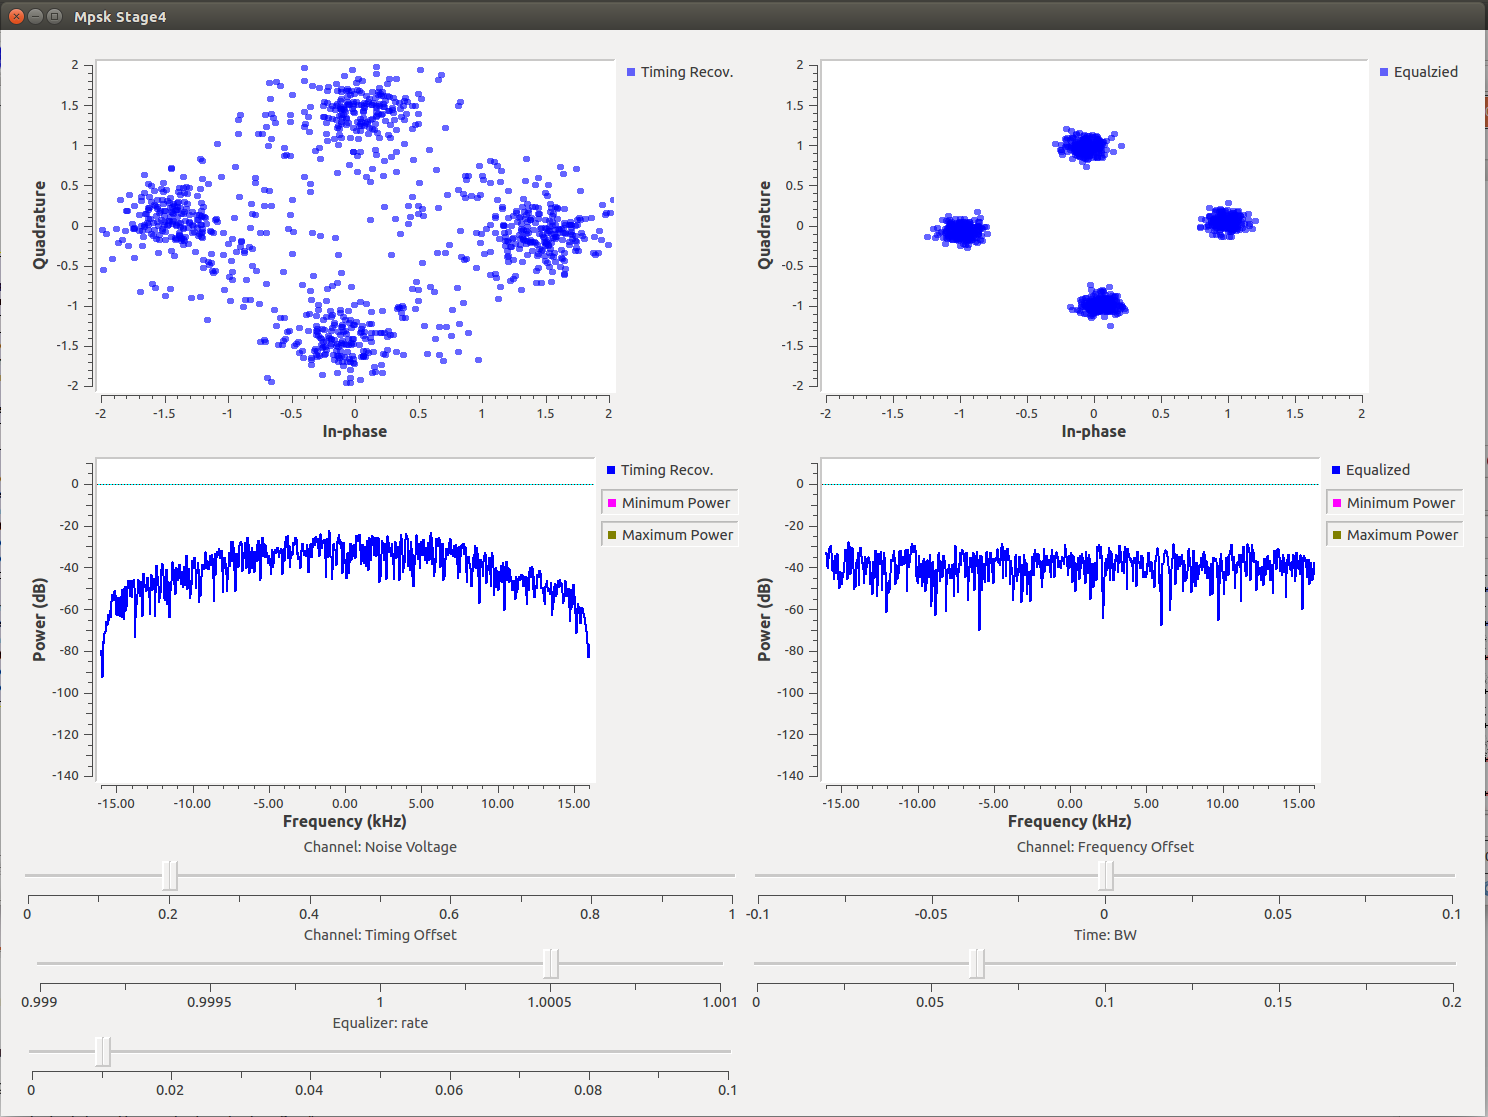 Mpsk Stage4
2
1.5
1
0.5
0
-0.5
-1
-1.5
-2
Quadrature
-2 -1.5 -1 -0.5 0 0.5 1 1.5 2
In-phase
Timing Recov.
2
1.5
1
0.5
0
-0.5
-1
-1.5
-2
Quadrature
-2 -1.5 -1 -0.5 0 0.5 1 1.5 2
In-phase
Equalzied
0
-20
-40
-60
-80
-100
-120
-140
Power (dB)
-15.00 -10.00 -5.00 0.00 5.00 10.00 15.00
Frequency (kHz)
Timing Recov.
Minimum Power
Maximum Power
0
-20
-40
-60
-80
-100
-120
-140
Power (dB)
-15.00 -10.00 -5.00 0.00 5.00 10.00 15.00
Frequency (kHz)
Equalized
Minimum Power
Maximum Power
Channel: Noise Voltage
0 0.2 0.4 0.6 0.8 1
Channel: Frequency Offset
-0.1 -0.05 0 0.05 0.1
Channel: Timing Offset
0.999 0.9995 1 1.0005 1.001
Time: BW
0 0.05 0.1 0.15 0.2
Equalizer: rate
0 0.02 0.04 0.06 0.08 0.1